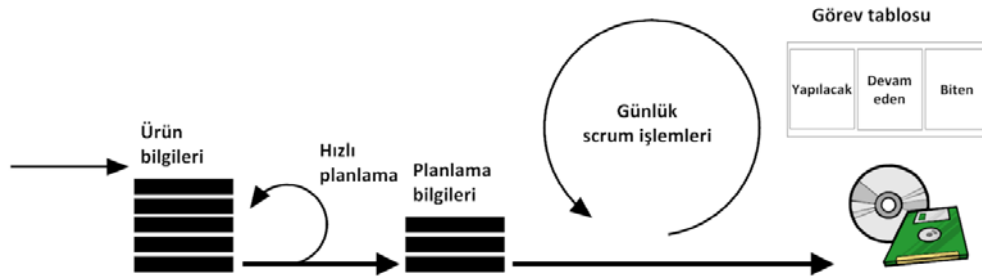 Görev tablosu
Yapılacak
Devam
eden
Biten
Günlük
scrum işlemleri
Ürün
bilgileri
Hızlı
planlama
Planlama
bilgileri